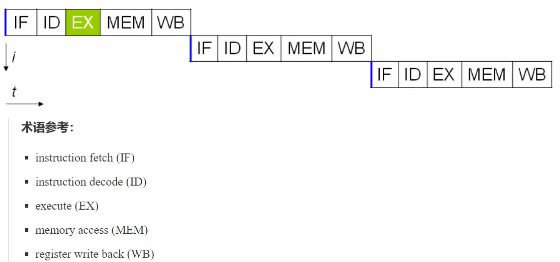 IF ID EX MEM WB
IF ID EX MEM WB
i
IF ID EX MEM WB
t
术语参考：
instruction fetch (IF)
instruction decode (ID)
execute (EX)
memory access (MEM)
register write back (WB)